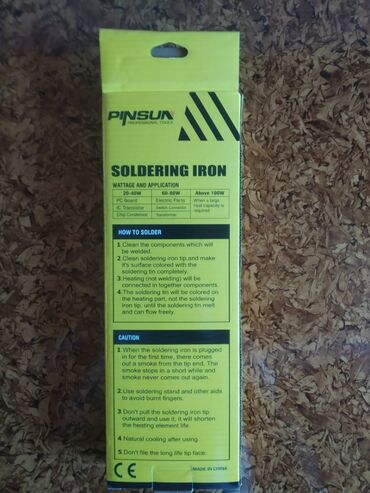 PINSUN
PROFESSIONAL TOOLS
SOLDERING IRON
WATTAGE AND APPLICATION
20-40W 60-80W Above 100W
PC Board Electric Parts When a large
IC Transistor Switch Connector heat capacity is
Chip Condenser Transformer required
HOW TO SOLDER
1 Clean the components which will
be welded.
2 Clean soldering iron tip,and make
it's surface colored with the
soldering tin completely.
3 Heating (not welding) will be
connected in together components.
4 The soldering tin will be colored on
the heating part, not the soldering
iron tip, until the soldering tin melt
and can flow freely.
CAUTION
1 When the soldering iron is plugged
in for the first time, there comes
out a smoke from the tip end. The
smoke stops in a short while and
smoke never comes out again.
2 Use soldering stand and other aids
to avoid burnt fingers.
3 Don't pull the soldering iron tip
outward and use it; it will shorten
the heating element life.
4 Natural cooling after using
5 Don't file the long life tip face.
CE MADE IN CHINA